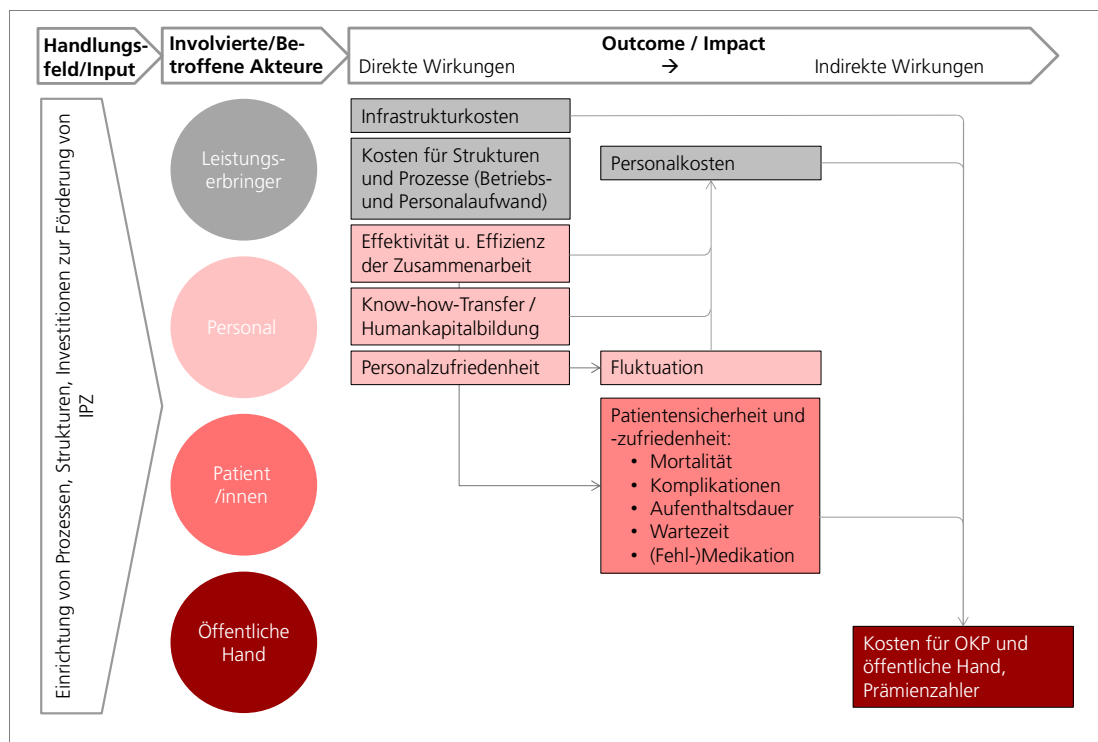 Handlungs-
feld/Input
Involvierte/Be-
troffene Akteure
Outcome / Impact
Direkte Wirkungen
→
Indirekte Wirkungen
Einrichtung von Prozessen, Strukturen, Investitionen zur Förderung von
IPZ
Leistungs-
erbringer
Personal
Patient
/innen
Öffentliche
Hand
Infrastrukturkosten
Kosten für Strukturen
und Prozesse (Betriebs-
und Personalaufwand)
Personalkosten
Effektivität u. Effizienz
der Zusammenarbeit
Know-how-Transfer /
Humankapitalbildung
Personalzufriedenheit
Fluktuation
Patientensicherheit und
-zufriedenheit:
• Mortalität
• Komplikationen
• Aufenthaltsdauer
• Wartezeit
• (Fehl-)Medikation
Kosten für OKP und
öffentliche Hand,
Prämienzahler